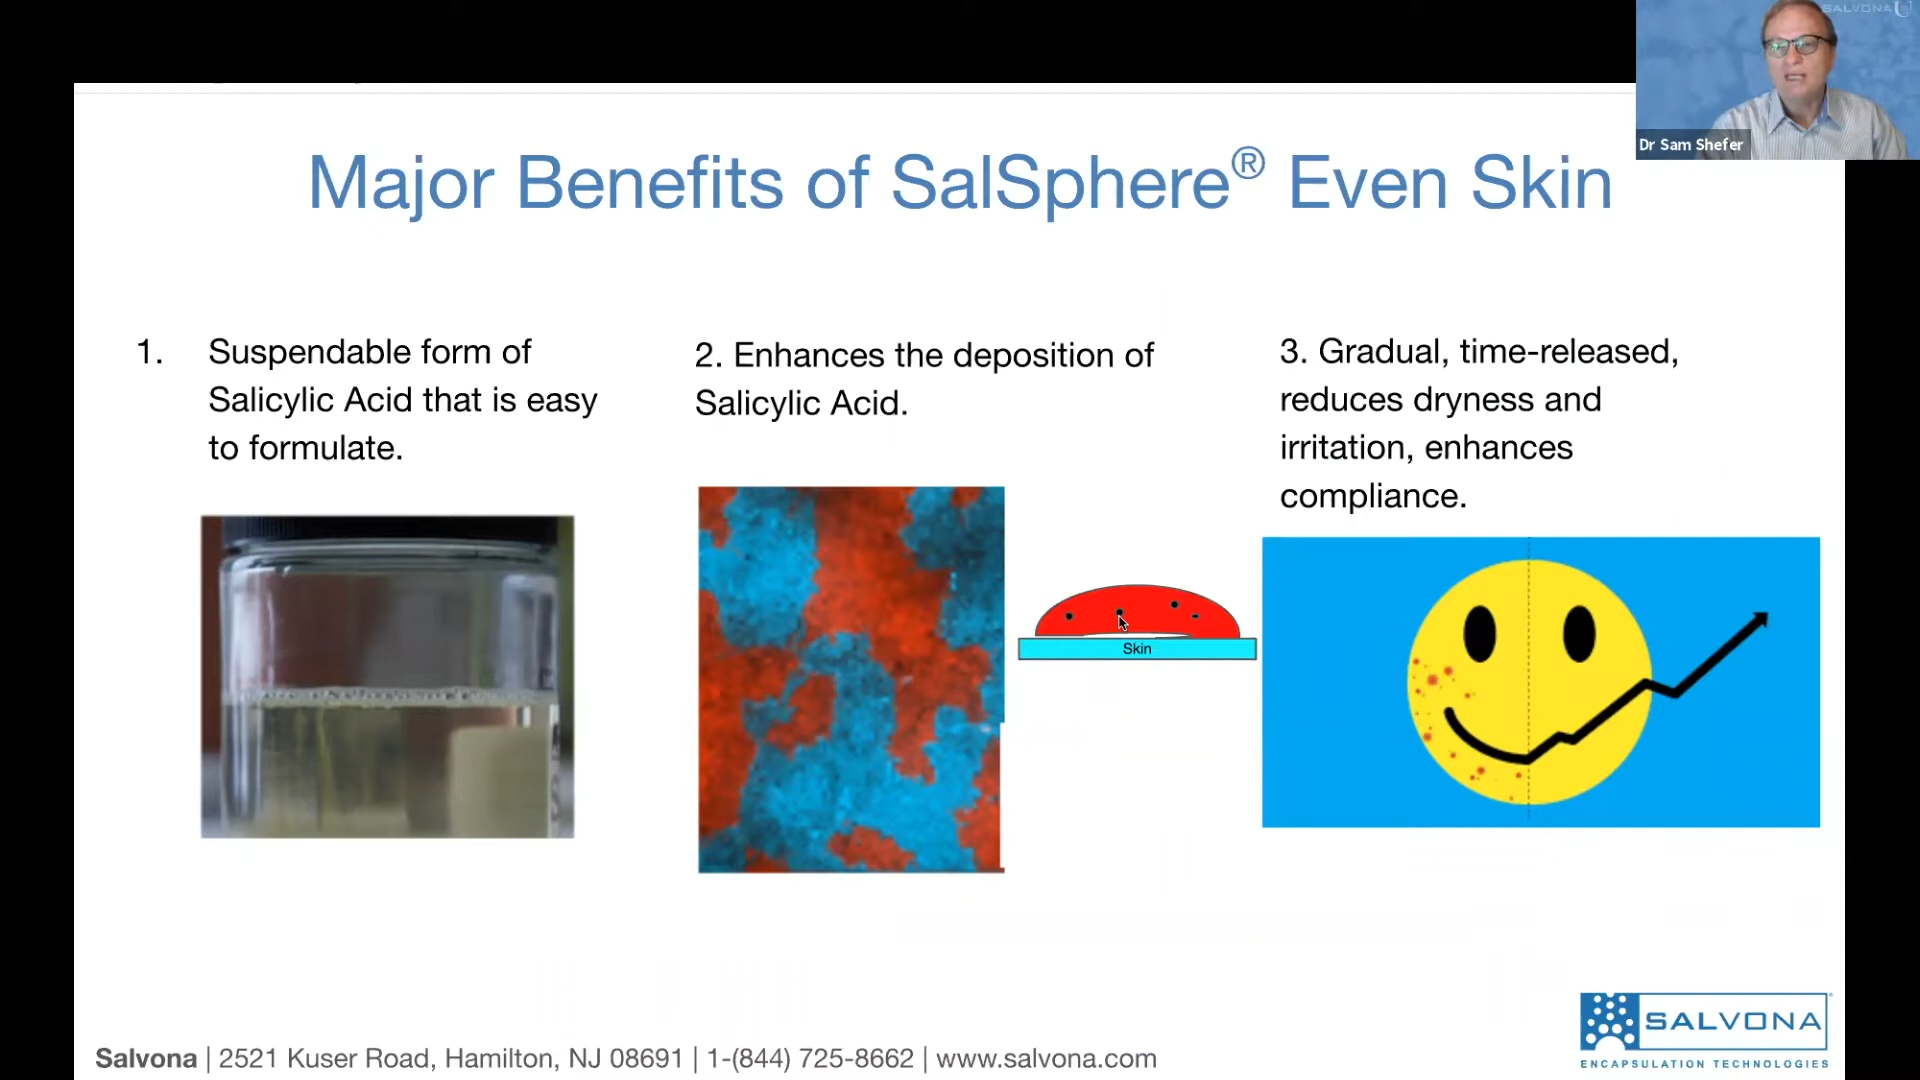 SALVONA U
Dr Sam Shefer
Major Benefits of SalSphere® Even Skin
1. Suspendable form of
Salicylic Acid that is easy
to formulate.
2. Enhances the deposition of
Salicylic Acid.
3. Gradual, time-released,
reduces dryness and
irritation, enhances
compliance.
Skin
SALVONA
ENCAPSULATION TECHNOLOGIES
Salvona | 2521 Kuser Road, Hamilton, NJ 08691 | 1-(844) 725-8662 | www.salvona.com